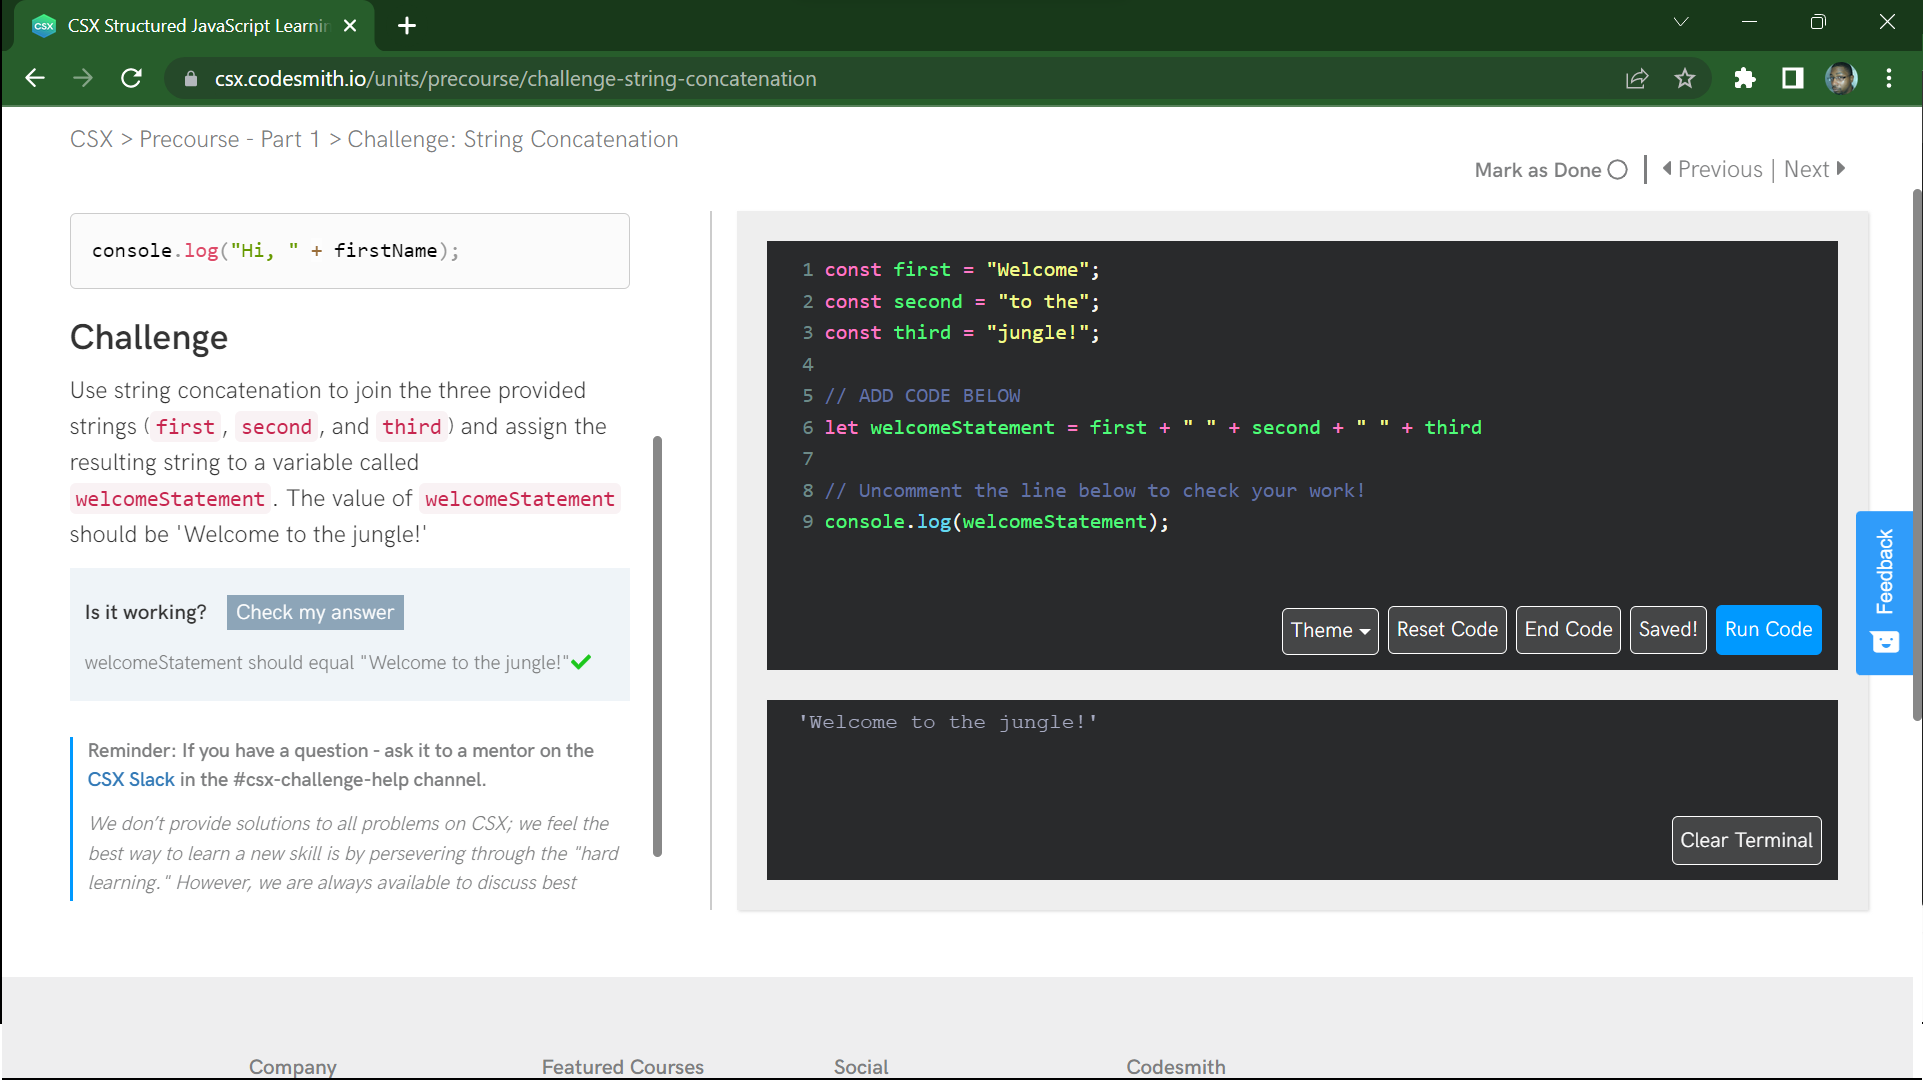 CSX Structured JavaScript Learnin
csx.codesmith.io/units/precourse/challenge-string-concatenation
CSX > Precourse - Part 1 > Challenge: String Concatenation
Mark as Done | Previous | Next
console.log("Hi, " + firstName);
Challenge
Use string concatenation to join the three provided
strings ( first , second , and third ) and assign the
resulting string to a variable called
welcomeStatement . The value of welcomeStatement
should be 'Welcome to the jungle!'
Is it working? Check my answer
welcomeStatement should equal "Welcome to the jungle!"
Reminder: If you have a question - ask it to a mentor on the
CSX Slack in the #csx-challenge-help channel.
We don’t provide solutions to all problems on CSX; we feel the
best way to learn a new skill is by persevering through the "hard
learning." However, we are always available to discuss best
1 const first = "Welcome";
2 const second = "to the";
3 const third = "jungle!";
4
5 // ADD CODE BELOW
6 let welcomeStatement = first + " " + second + " " + third
7
8 // Uncomment the line below to check your work!
9 console.log(welcomeStatement);
Theme Reset Code End Code Saved! Run Code
'Welcome to the jungle!'
Clear Terminal
Feedback
Company Featured Courses Social Codesmith